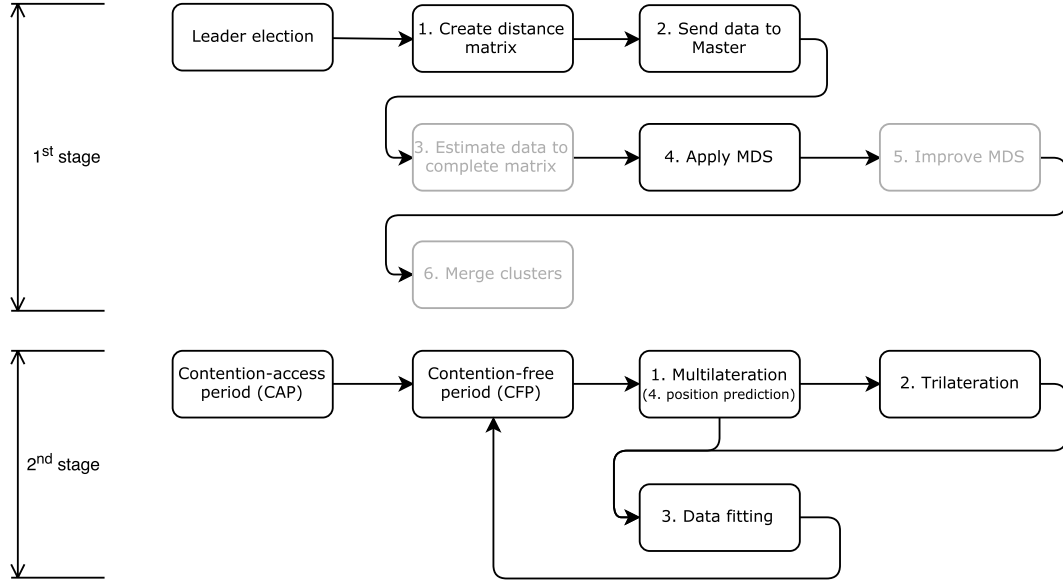 Leader election
1. Create distance
matrix
2. Send data to
Master
1st stage
3. Estimate data to
complete matrix
4. Apply MDS
5. Improve MDS
6. Merge clusters
Contention-access
period (CAP)
Contention-free
period (CFP)
1. Multilateration
(4. position prediction)
2. Trilateration
2nd stage
3. Data fitting